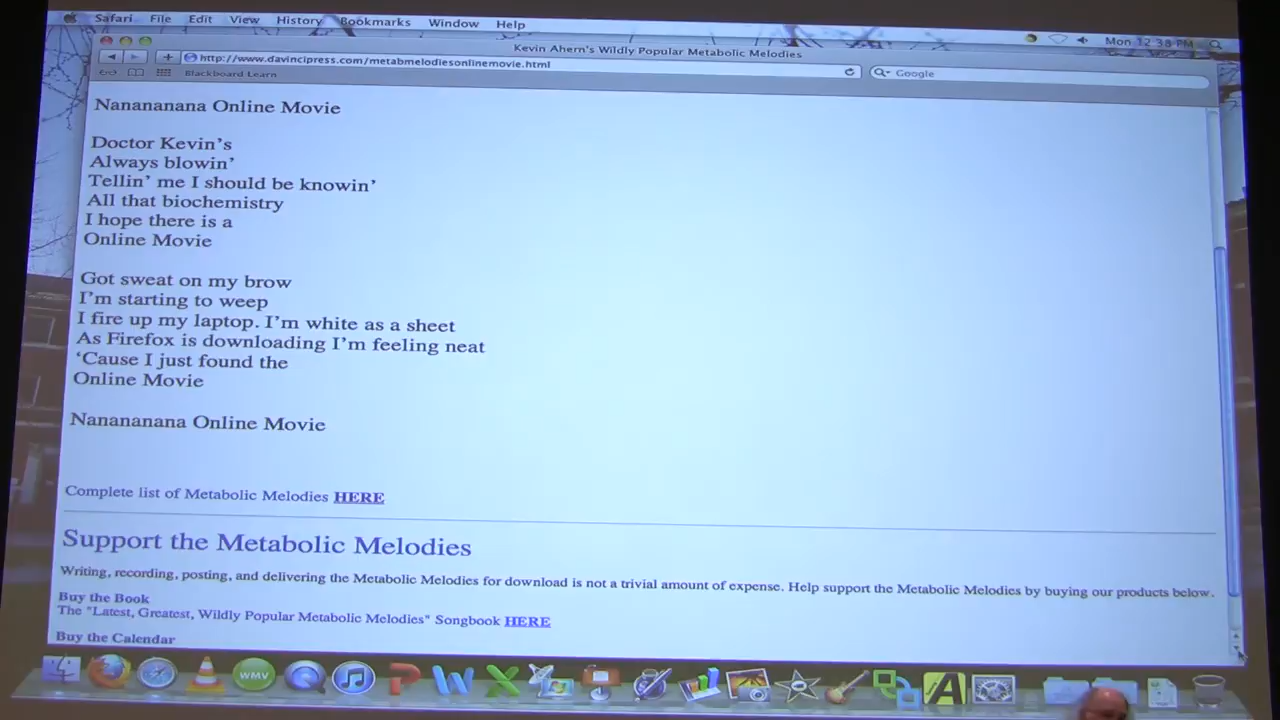 Safari File Edit View History Bookmarks Window Help
Mon 12:38 PM
Kevin Ahern's Wildly Popular Metabolic Melodies
http://www.davincipress.com/metabmelodiesonlinemovie.html
Google
Blackboard Learn
Nanananana Online Movie
Doctor Kevin's
Always blowin'
Tellin' me I should be knowin'
All that biochemistry
I hope there is a
Online Movie
Got sweat on my brow
I'm starting to weep
I fire up my laptop. I'm white as a sheet
As Firefox is downloading I'm feeling neat
'Cause I just found the
Online Movie
Nanananana Online Movie
Complete list of Metabolic Melodies HERE
Support the Metabolic Melodies
Writing, recording, posting, and delivering the Metabolic Melodies for download is not a trivial amount of expense. Help support the Metabolic Melodies by buying our products below.
Buy the Book
The "Latest, Greatest, Wildly Popular Metabolic Melodies" Songbook HERE
Buy the Calendar
WMV